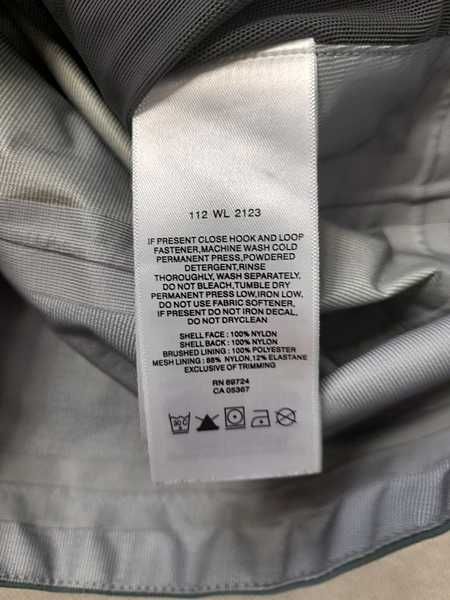 112 WL 2123
IF PRESENT CLOSE HOOK AND LOOP
FASTENER, MACHINE WASH COLD
PERMANENT PRESS,POWDERED
DETERGENT,RINSE
THOROUGHLY, WASH SEPARATELY.
DO NOT BLEACH,TUMBLE DRY
PERMANENT PRESS LOW,IRON LOW.
DO NOT USE FABRIC SOFTENER.
IF PRESENT DO NOT IRON DECAL.
DO NOT DRYCLEAN
SHELL FACE : 100% NYLON
SHELL BACK : 100% NYLON
BRUSHED LINING : 100% POLYESTER
MESH LINING : 88% NYLON,12% ELASTANE
EXCLUSIVE OF TRIMMING
RN 89724
CA 05367
30 C